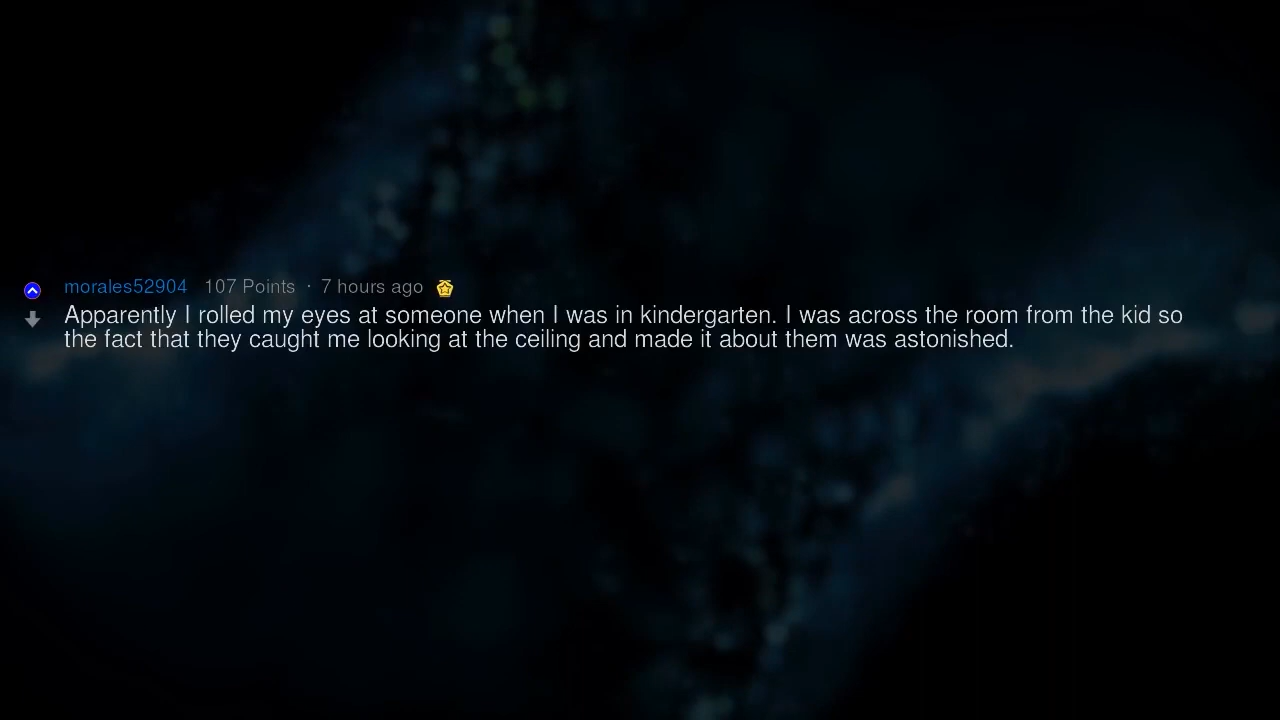 morales52904 107 Points · 7 hours ago
Apparently I rolled my eyes at someone when I was in kindergarten. I was across the room from the kid so
the fact that they caught me looking at the ceiling and made it about them was astonished.